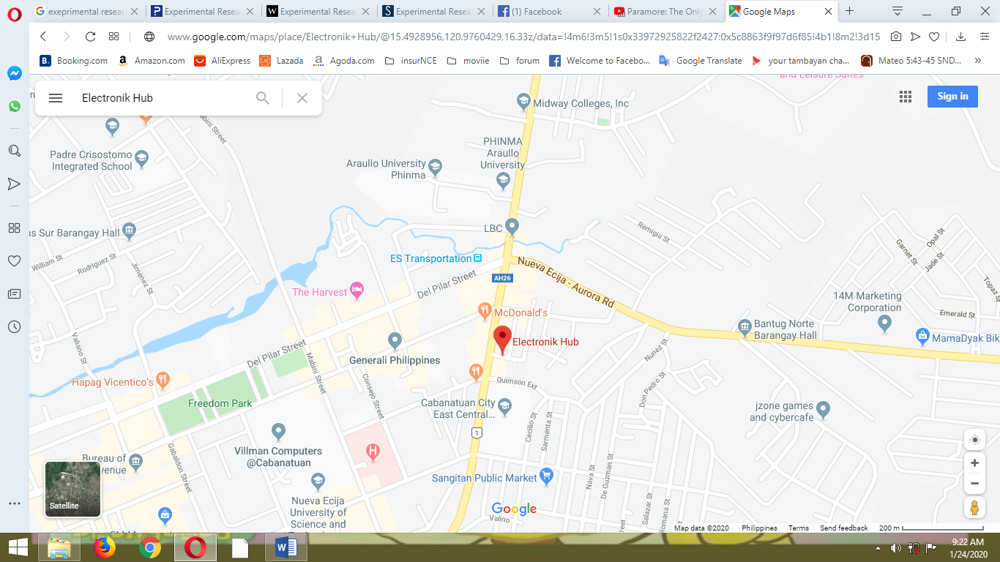 exeprimental resear
Experimental Resea
Experimental Resea
Experimental Resea
(1) Facebook
Paramore: The Only
Google Maps
www.google.com/maps/place/Electronik+Hub/@15.4928956,120.9760429,16.33z/data=!4m6!3m5!1s0x33972925822f2427:0x5c8863f9f97d6f85!4b1!8m2!3d15
Booking.com
Amazon.com
AliExpress
Lazada
Agoda.com
insurNCE
moviie
forum
Welcome to Facebo...
Google Translate
your tambayan cha...
Mateo 5:43-45 SND...
and Leisure Suites
Electronik Hub
Sign in
Midway Colleges, Inc
Mabini Street
PHINMA
Araullo
University
Padre Crisostomo
Integrated School
Araullo University
Phinma
LBC
as Sur Barangay Hall
William St
Rodriguez St
Jimenez St
ES Transportation
AH26
Nueva Ecija - Aurora Rd
Remigia St
Garnet St
Opal St
Jade St
Topaz St
Emerald St
The Harvest
Del Pilar Street
McDonald's
14M Marketing
Corporation
Bantug Norte
Barangay Hall
MamaDyak Bik
Electronik Hub
Valisno St
Del Pilar Street
Mabini St
Generali Philippines
Nunez St
Hapag Vicentico's
Quimson Ext
Don Pedro St
Freedom Park
Consejo Street
Cabanatuan City
East Central...
jzone games
and cybercafe
Cecilio St
Sarmenta St
H
1
Villman Computers
@Cabanatuan
Gabaldon Street
Bureau of
venue
Nava St
De Guzman St
Sangitan Public Market
Salazar St
Romana St
Satellite
Nueva Ecija
University of
Science and
Google
Valino
Map data ©2020
Philippines
Terms
Send feedback
200 m
9:22 AM
1/24/2020